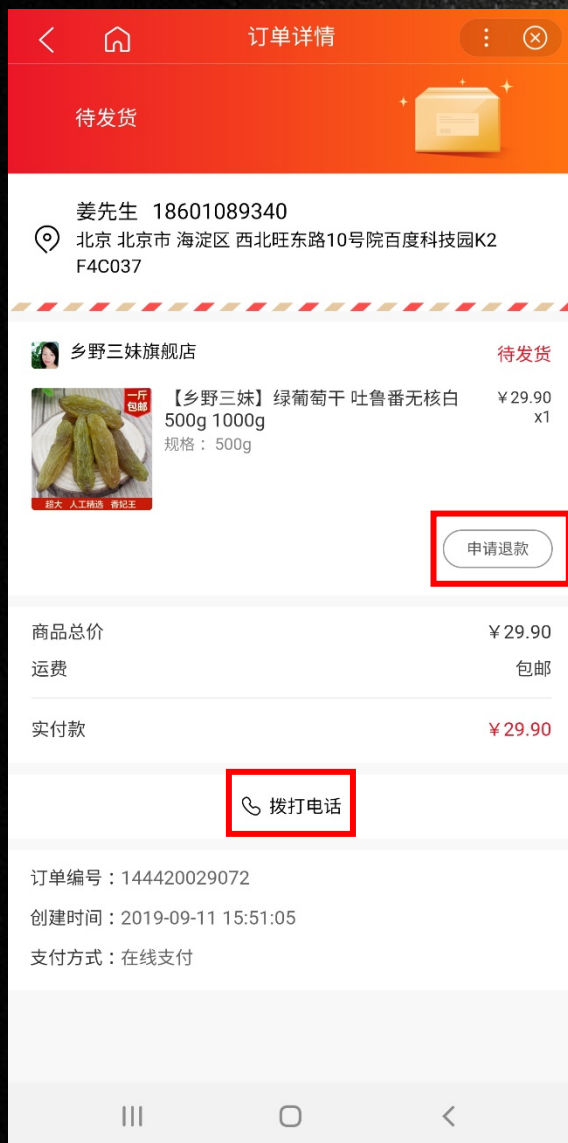 订单详情
待发货
姜先生 18601089340
北京 北京市 海淀区 西北旺东路10号院百度科技园K2
F4C037
乡野三妹旗舰店 待发货
【乡野三妹】绿葡萄干 吐鲁番无核白 ￥29.90
500g 1000g x1
规格： 500g
一斤
包邮
超大 人工精选 香妃王
申请退款
商品总价 ￥29.90
运费 包邮
实付款 ￥29.90
拨打电话
订单编号：144420029072
创建时间：2019-09-11 15:51:05
支付方式：在线支付